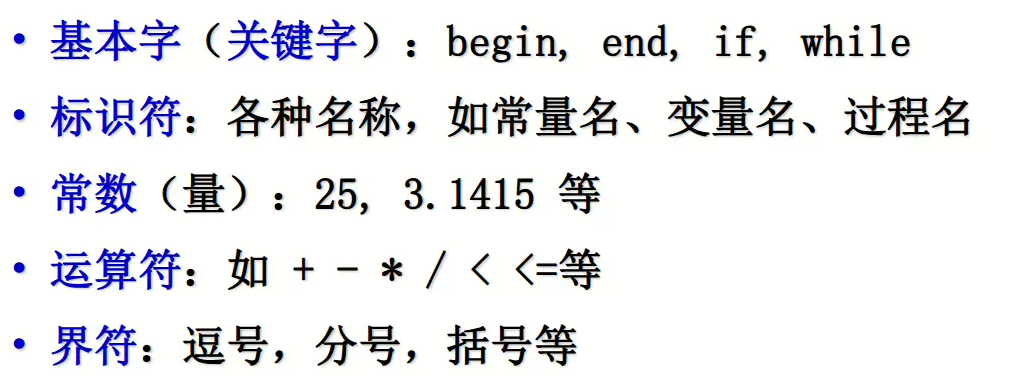 • 基本字（关键字）：begin, end, if, while
• 标识符：各种名称，如常量名、变量名、过程名
• 常数（量）：25, 3.1415 等
• 运算符：如 + - * / < <=等
• 界符：逗号，分号，括号等